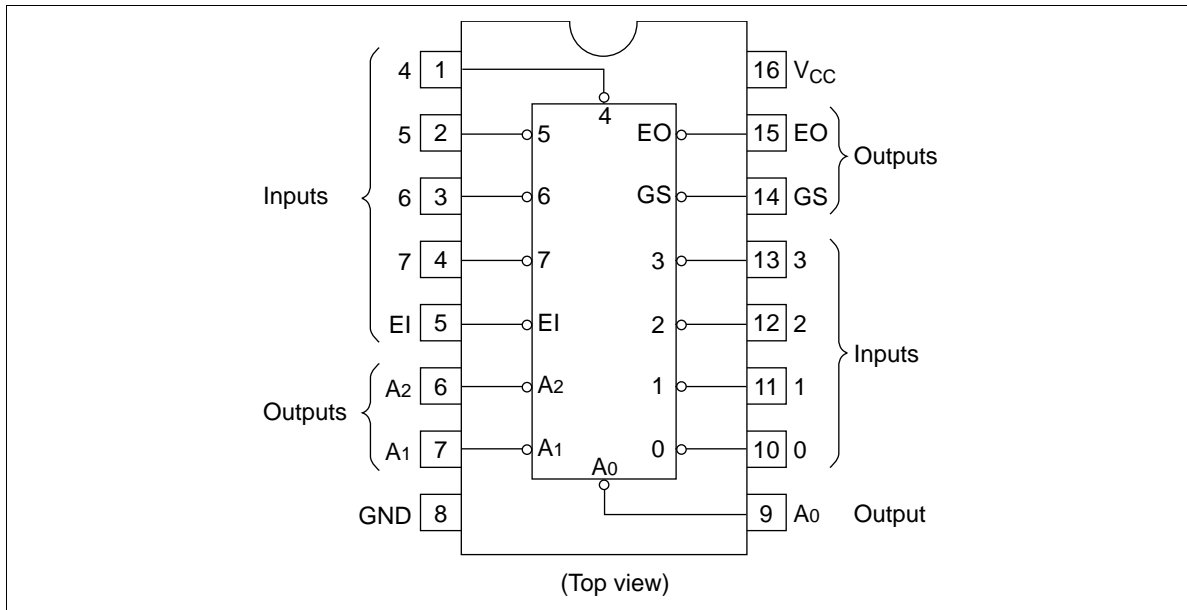 4 1 16 VCC
4
5 2 5 EO 15 EO
Outputs
Inputs 6 3 6 GS 14 GS
7 4 7 3 13 3
EI 5 EI 2 12 2
Inputs
A2 6 A2 1 11 1
Outputs
A1 7 A1 0 10 0
A0
GND 8 9 A0 Output
(Top view)